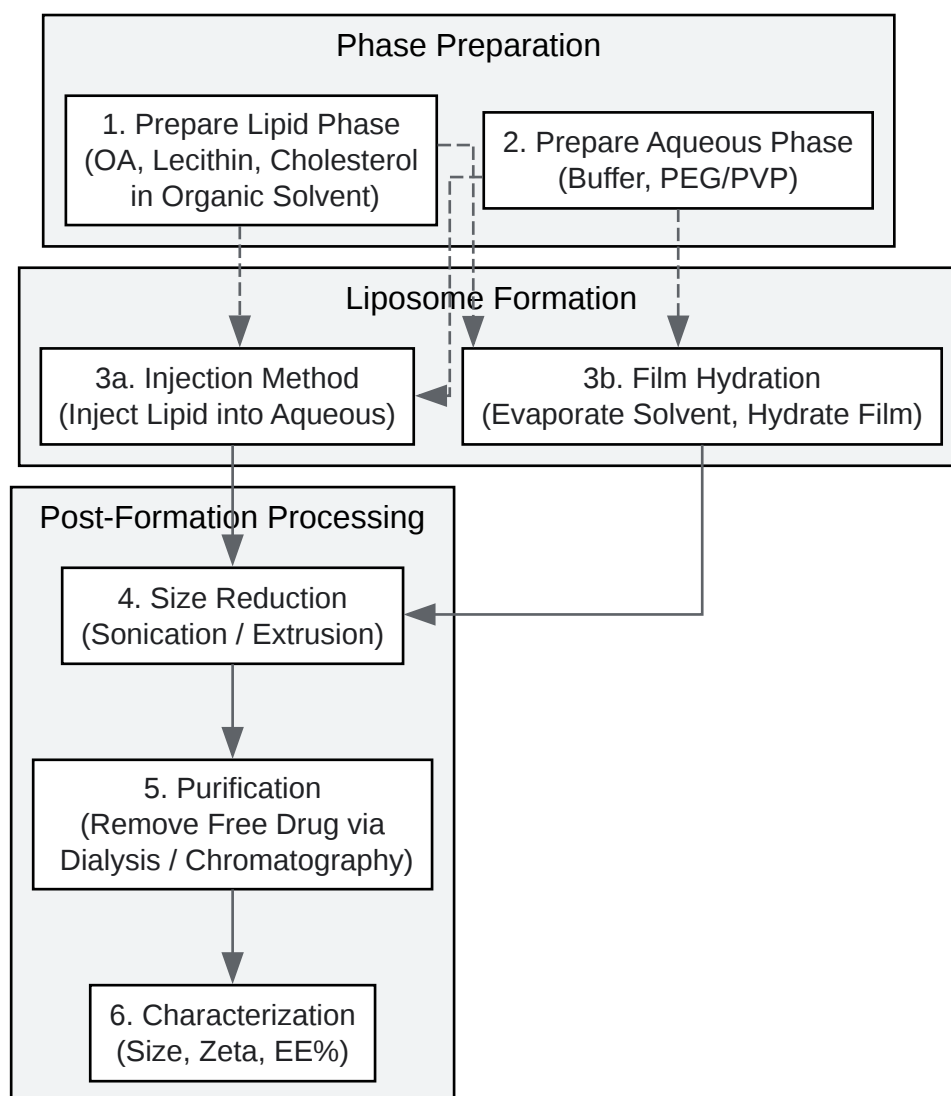 Phase Preparation
1. Prepare Lipid Phase
(OA, Lecithin, Cholesterol
in Organic Solvent)
2. Prepare Aqueous Phase
(Buffer, PEG/PVP)
Liposome Formation
3a. Injection Method
(Inject Lipid into Aqueous)
3b. Film Hydration
(Evaporate Solvent, Hydrate Film)
Post-Formation Processing
4. Size Reduction
(Sonication / Extrusion)
5. Purification
(Remove Free Drug via
Dialysis / Chromatography)
6. Characterization
(Size, Zeta, EE%)